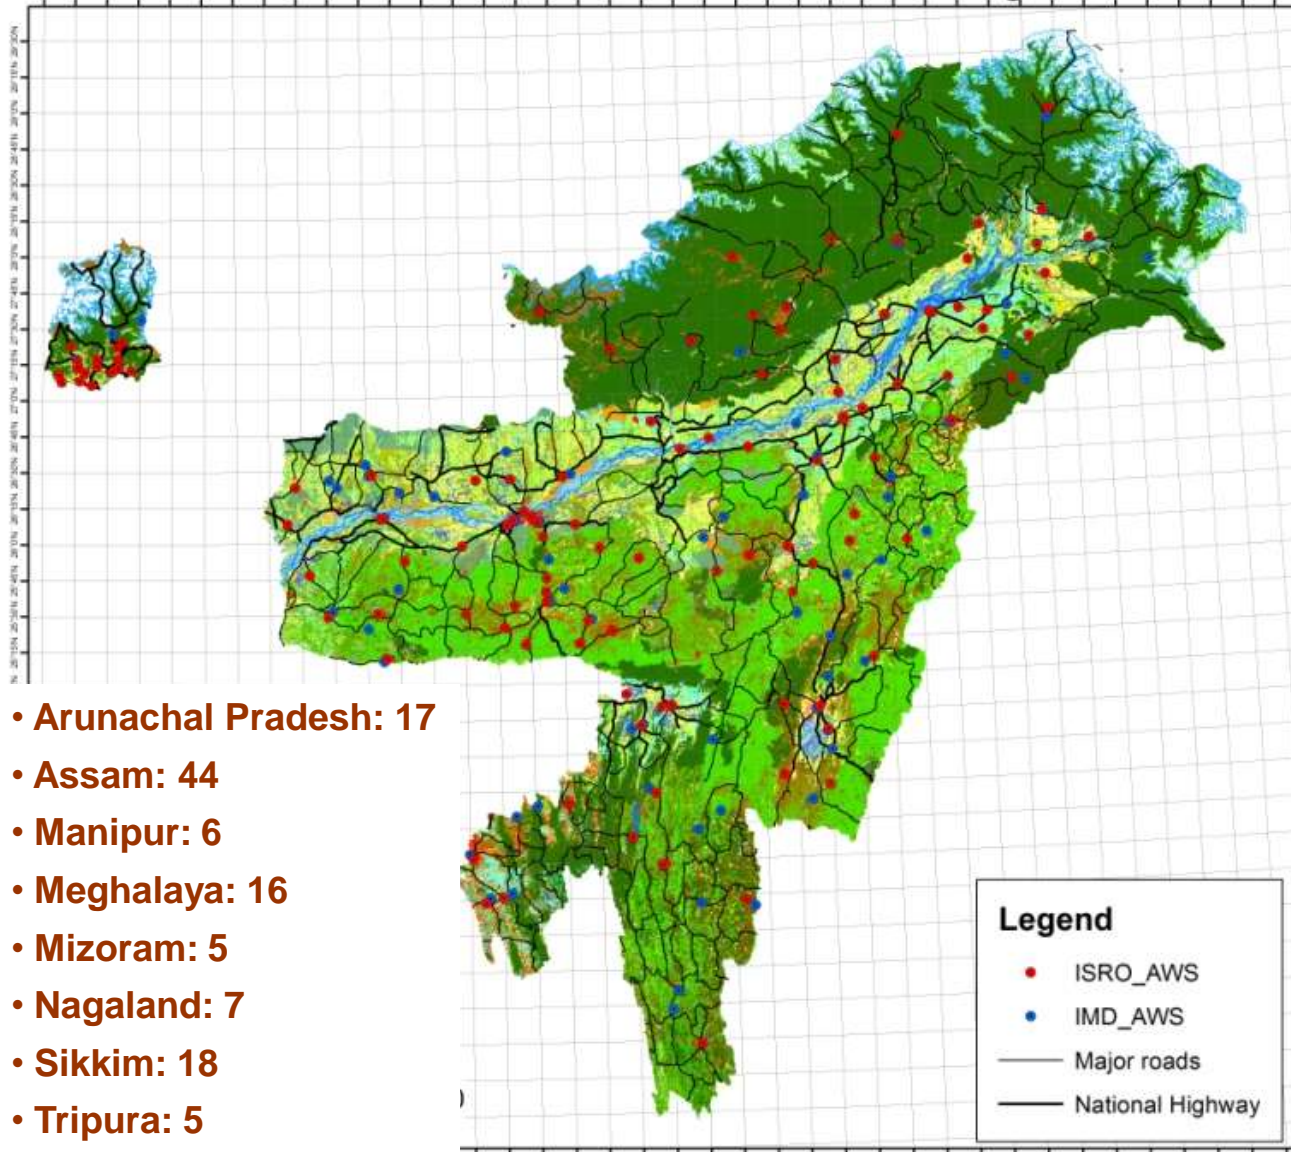 • Arunachal Pradesh: 17
• Assam: 44
• Manipur: 6
• Meghalaya: 16
• Mizoram: 5
• Nagaland: 7
• Sikkim: 18
• Tripura: 5
Legend
ISRO_AWS
IMD_AWS
Major roads
National Highway